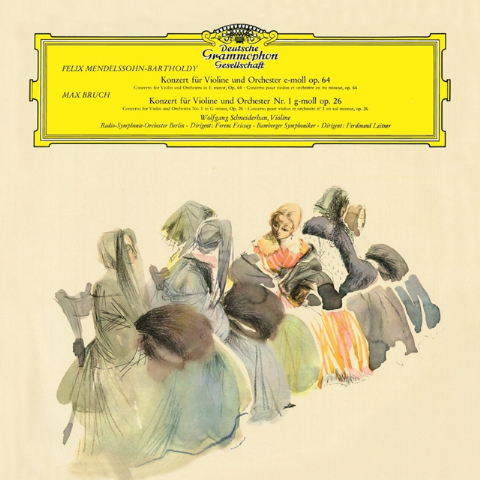 Deutsche
Grammophon
Gesellschaft
FELIX MENDELSSOHN-BARTHOLDY
Konzert für Violine und Orchester e-moll op. 64
Concerto for Violin and Orchestra in E minor, Op. 64 - Concerto pour violon et orchestre en mi mineur, op. 64
MAX BRUCH
Konzert für Violine und Orchester Nr. 1 g-moll op. 26
Concerto for Violin and Orchestra No. 1 in G minor, Op. 26 - Concerto pour violon et orchestre n° 1 en sol mineur, op. 26
Wolfgang Schneiderhan, Violine
Radio-Symphonie-Orchester Berlin - Dirigent: Ferenc Fricsay - Bamberger Symphoniker - Dirigent: Ferdinand Leitner